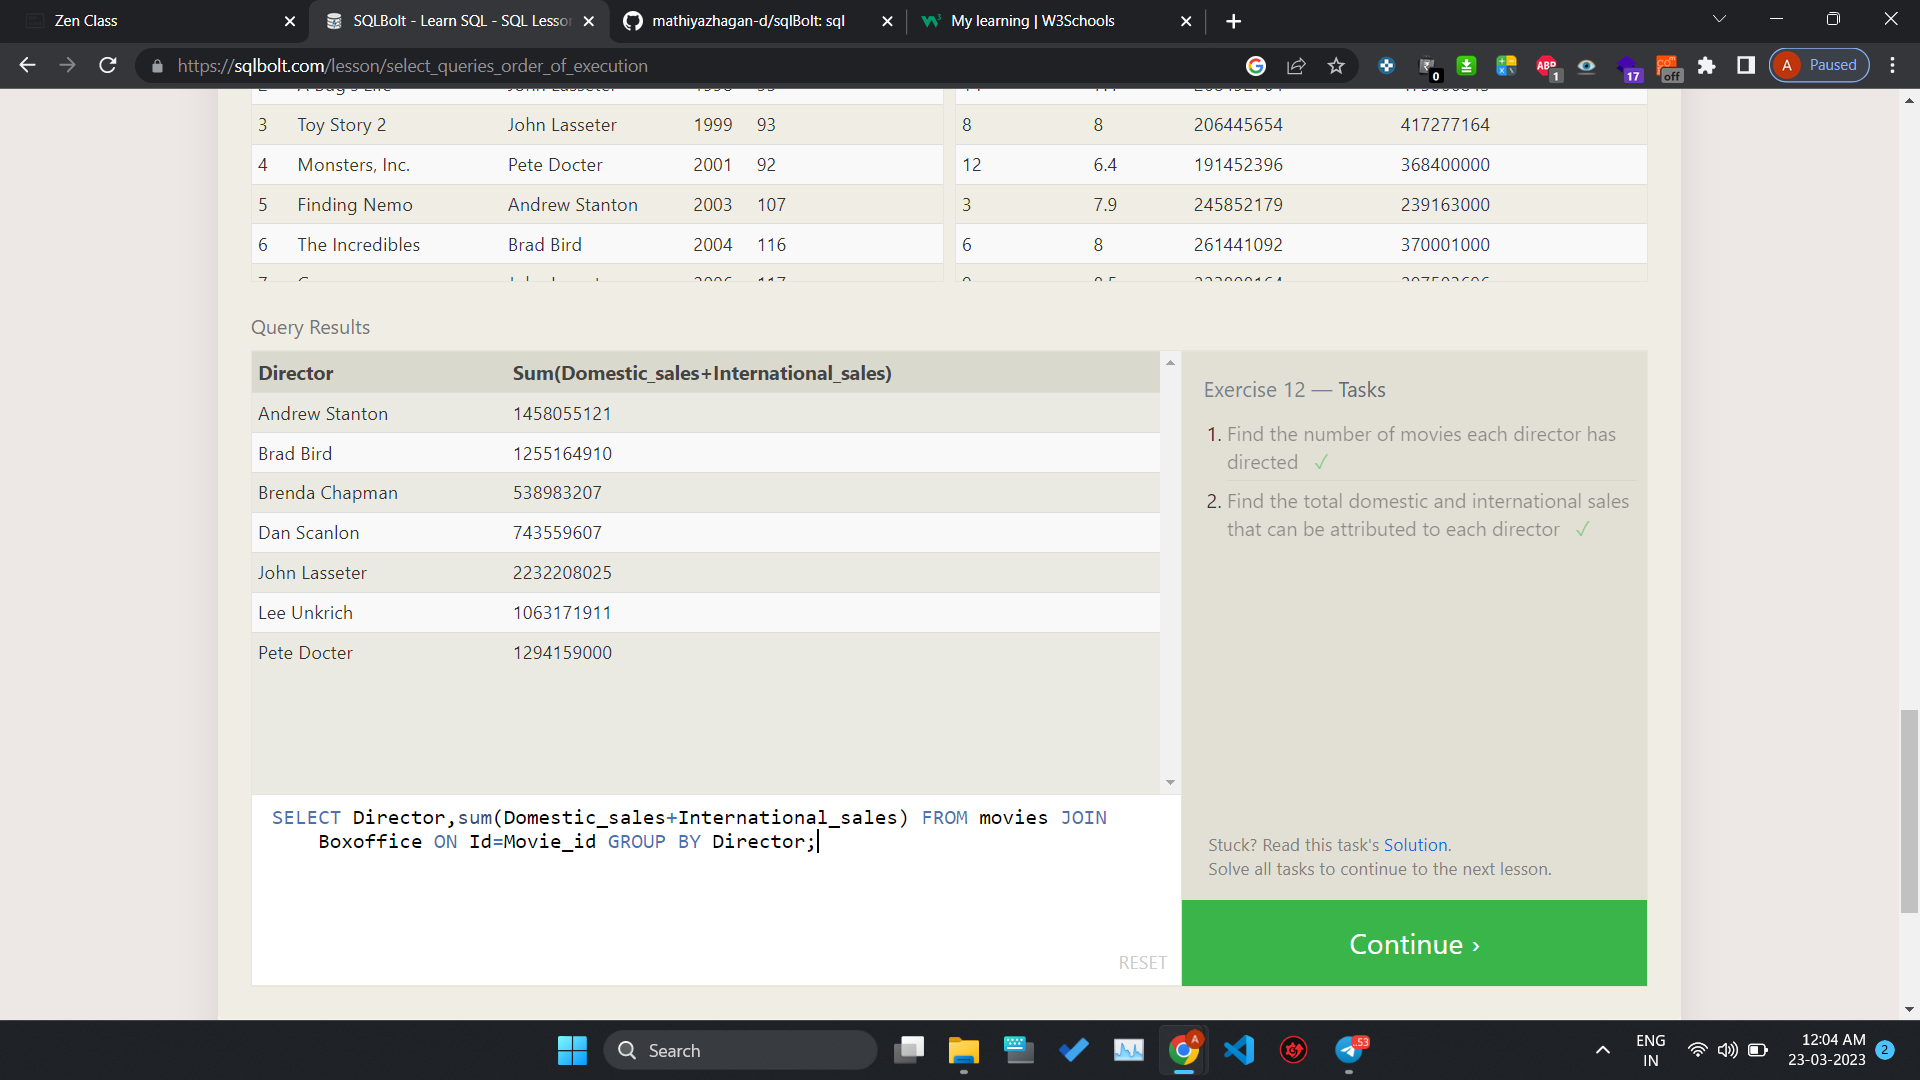 Zen Class
SQLBolt - Learn SQL - SQL Lesso
mathiyazhagan-d/sqlBolt: sql
My learning | W3Schools
https://sqlbolt.com/lesson/select_queries_order_of_execution
0
ABP
1
17
off
A Paused
3 Toy Story 2 John Lasseter 1999 93
8 8 206445654 417277164
4 Monsters, Inc. Pete Docter 2001 92
12 6.4 191452396 368400000
5 Finding Nemo Andrew Stanton 2003 107
3 7.9 245852179 239163000
6 The Incredibles Brad Bird 2004 116
6 8 261441092 370001000
Query Results
Director Sum(Domestic_sales+International_sales)
Andrew Stanton 1458055121
Brad Bird 1255164910
Brenda Chapman 538983207
Dan Scanlon 743559607
John Lasseter 2232208025
Lee Unkrich 1063171911
Pete Docter 1294159000
Exercise 12 — Tasks
1. Find the number of movies each director has
directed ✓
2. Find the total domestic and international sales
that can be attributed to each director ✓
SELECT Director,sum(Domestic_sales+International_sales) FROM movies JOIN
Boxoffice ON Id=Movie_id GROUP BY Director;
RESET
Stuck? Read this task's Solution.
Solve all tasks to continue to the next lesson.
Continue ›
Search
A
53
ENG
IN
12:04 AM
23-03-2023
2